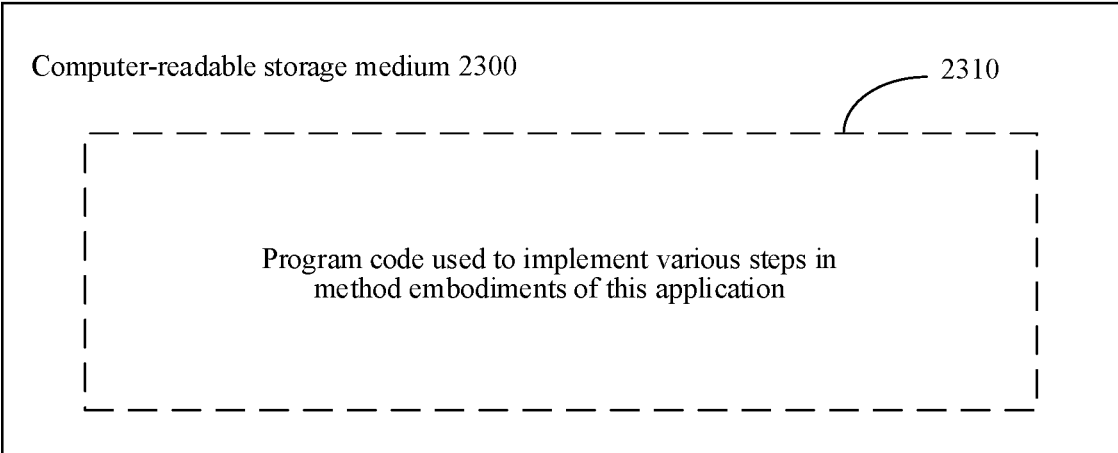 Computer-readable storage medium 2300
2310
Program code used to implement various steps in
method embodiments of this application